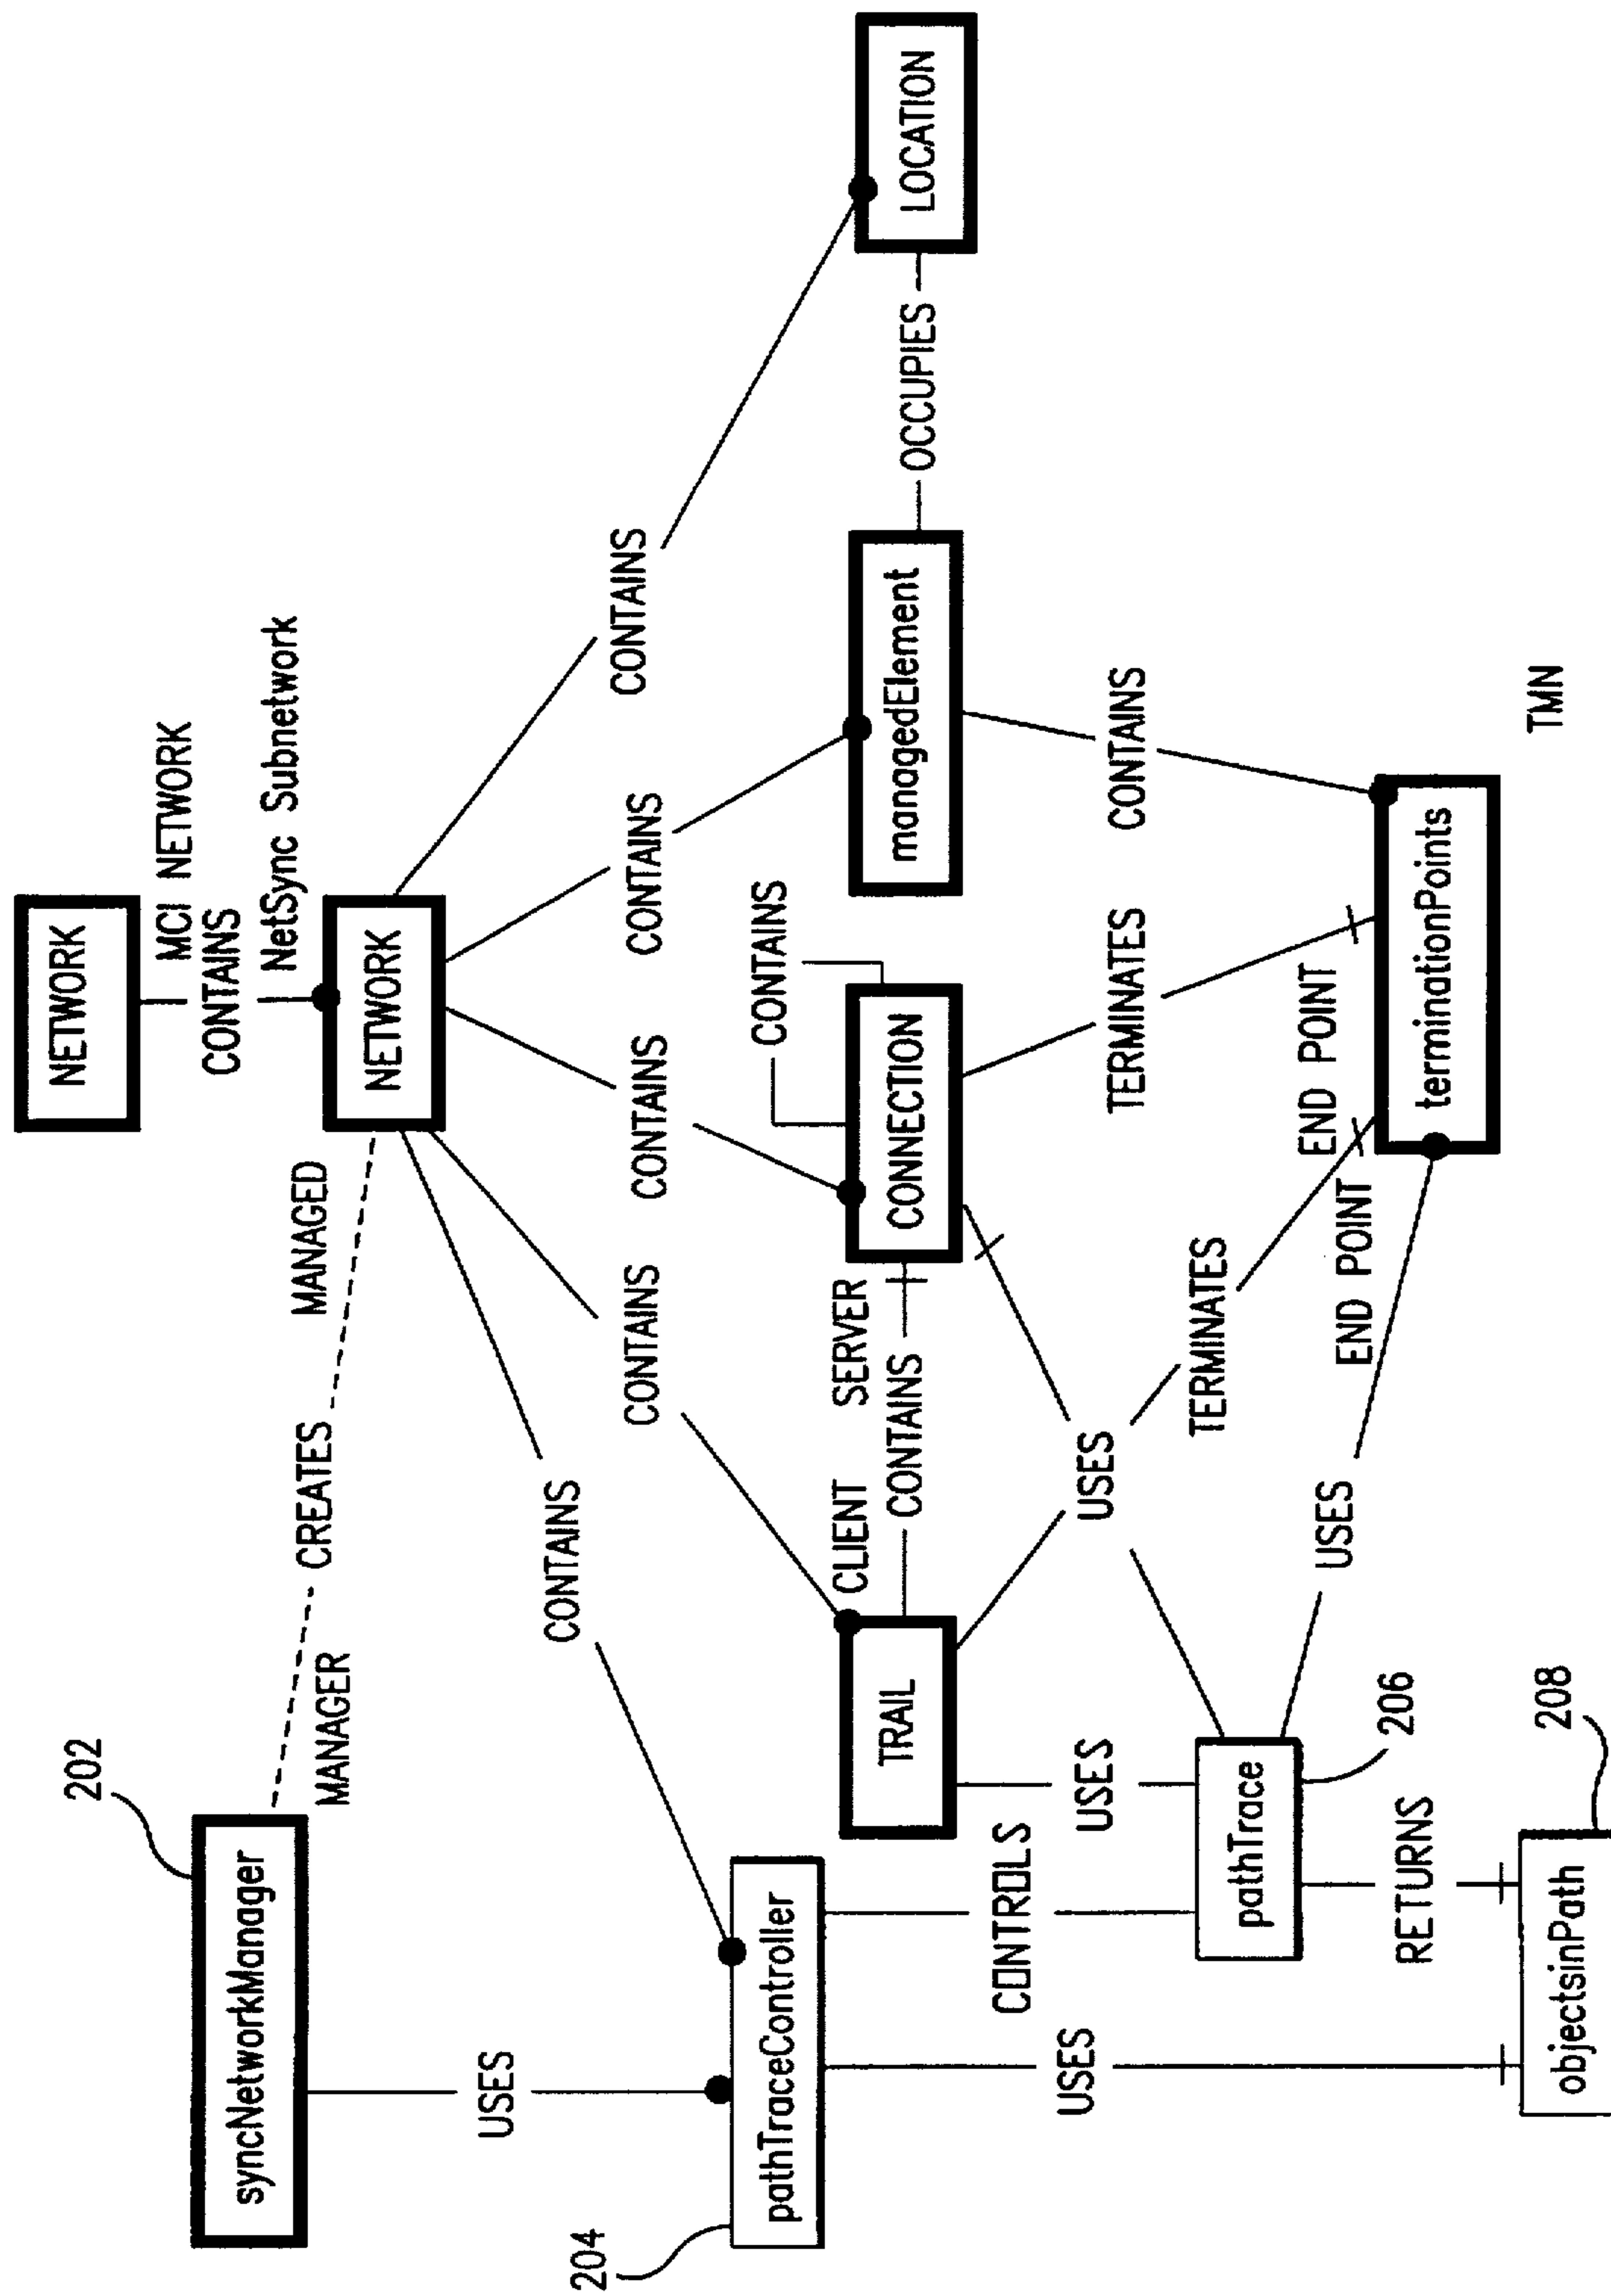 NETWORK
MCI NETWORK
CONTAINS
NetSync Subnetwork
202
syncNetworkManager
MANAGER
CREATES
MANAGED
NETWORK
USES
CONTAINS
CONTAINS
CONTAINS
CONTAINS
CONTAINS
204
pathTraceController
TRAIL
CLIENT
SERVER
CONTAINS
CONNECTION
CONTAINS
managedElement
OCCUPIES
LOCATION
CONTROLS
USES
USES
USES
TERMINATES
TERMINATES
CONTAINS
pathTrace
206
USES
END POINT
END POINT
terminationPoints
RETURNS
208
objectsinPath
TMN